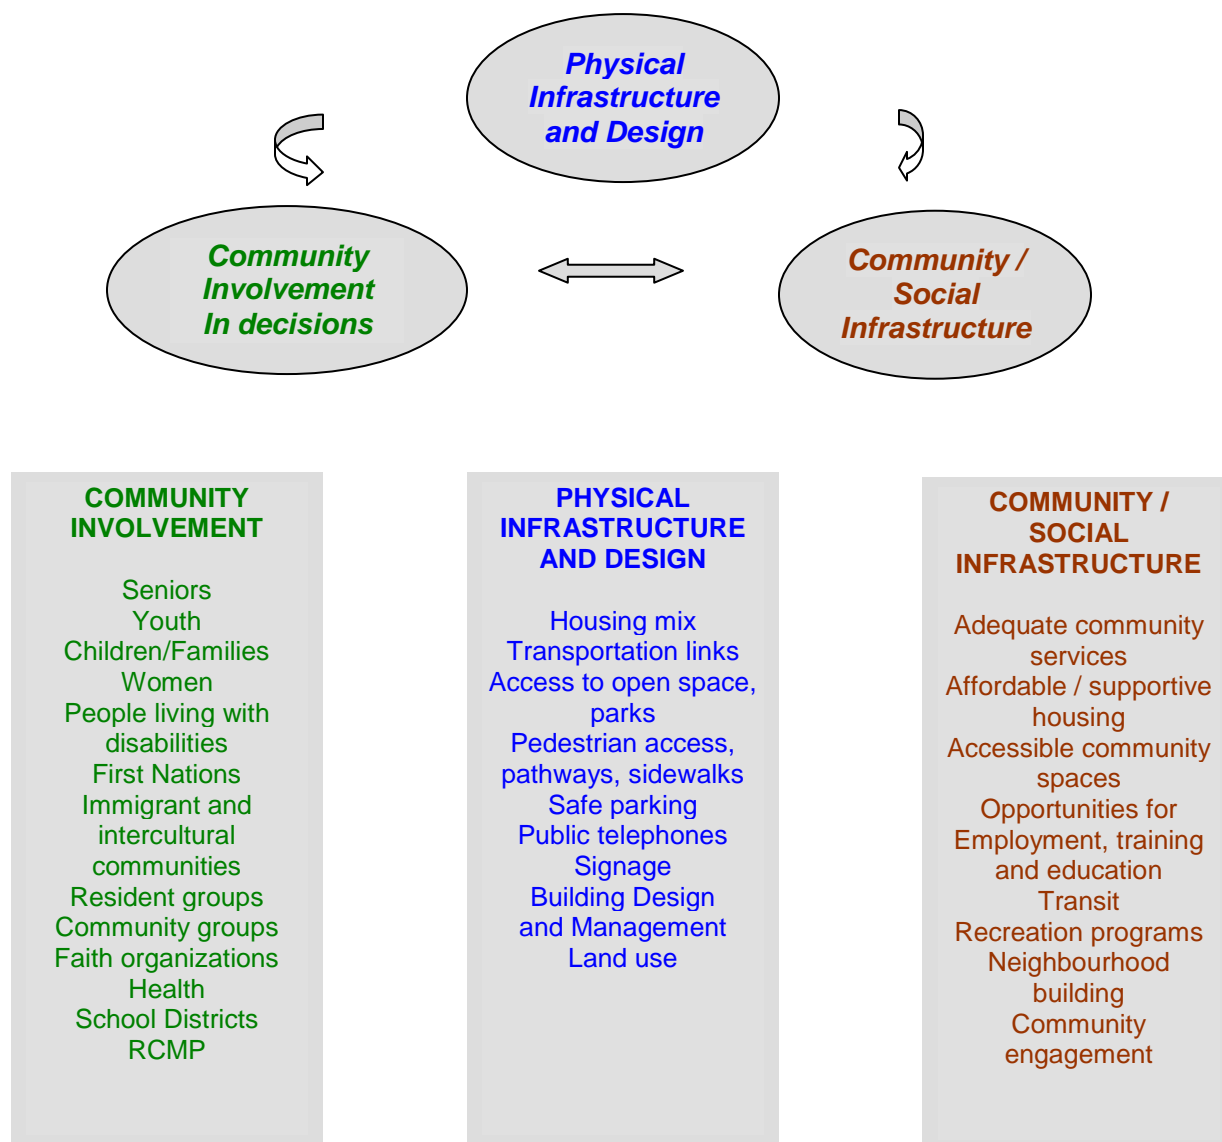 Physical
Infrastructure
and Design
Community
Involvement
In decisions
Community /
Social
Infrastructure
COMMUNITY
INVOLVEMENT
Seniors
Youth
Children/Families
Women
People living with
disabilities
First Nations
Immigrant and
intercultural
communities
Resident groups
Community groups
Faith organizations
Health
School Districts
RCMP
PHYSICAL
INFRASTRUCTURE
AND DESIGN
Housing mix
Transportation links
Access to open space,
parks
Pedestrian access,
pathways, sidewalks
Safe parking
Public telephones
Signage
Building Design
and Management
Land use
COMMUNITY /
SOCIAL
INFRASTRUCTURE
Adequate community
services
Affordable / supportive
housing
Accessible community
spaces
Opportunities for
Employment, training
and education
Transit
Recreation programs
Neighbourhood
building
Community
engagement